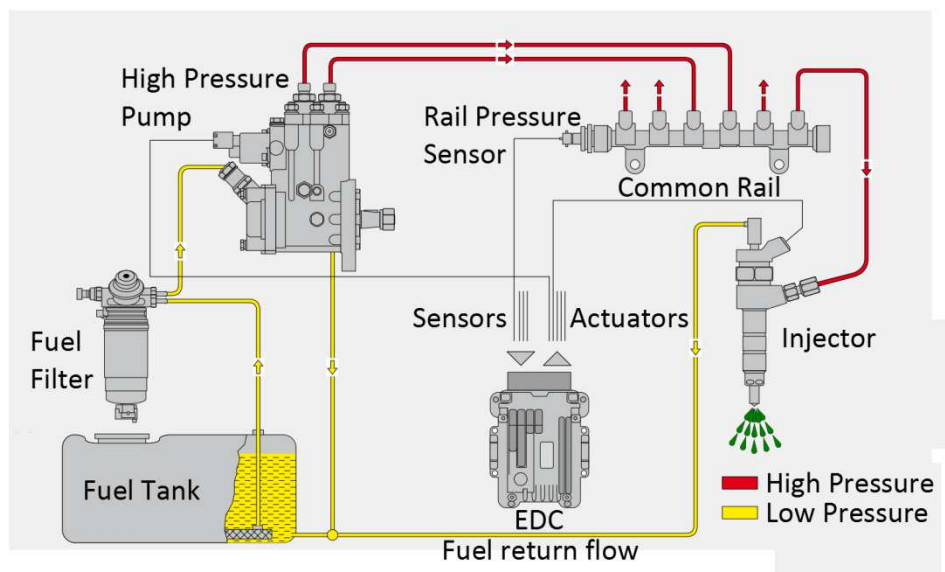 High Pressure
Pump
Rail Pressure
Sensor
Common Rail
Sensors
Actuators
Fuel
Filter
Injector
Fuel Tank
EDC
Fuel return flow
High Pressure
Low Pressure